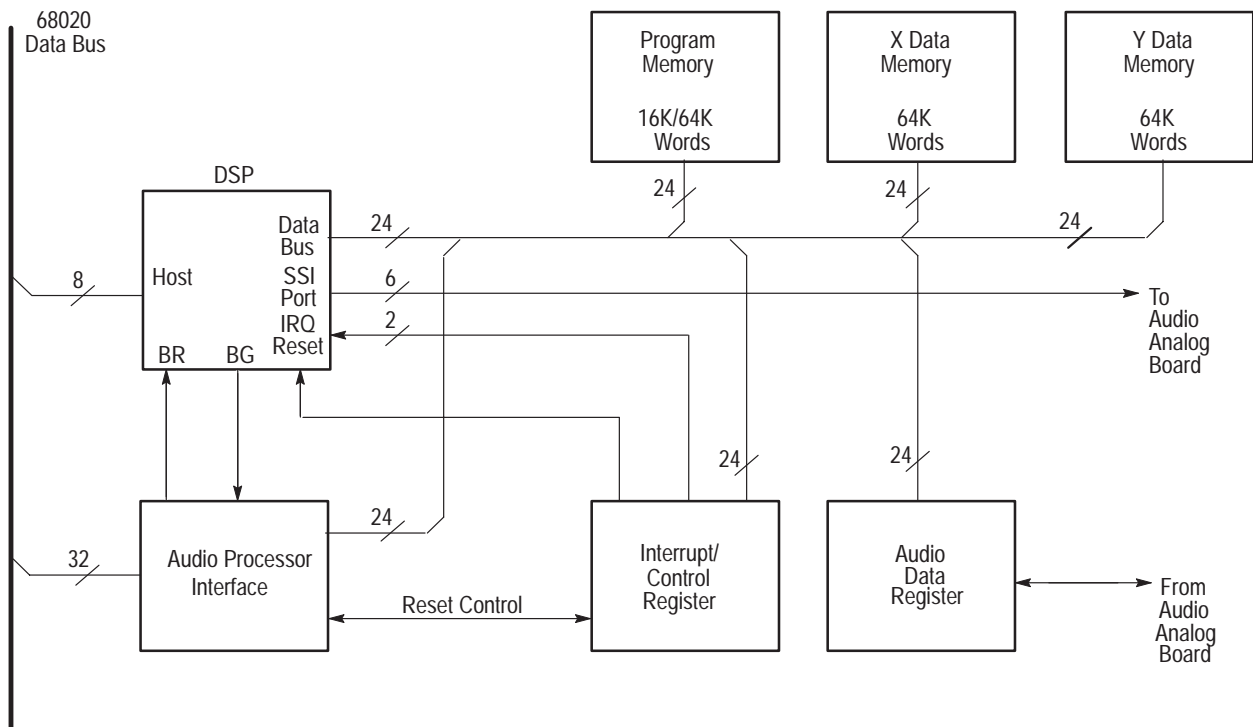 68020
Data Bus
Program
Memory
16K/64K
Words
X Data
Memory
64K
Words
Y Data
Memory
64K
Words
24
24
24
DSP
Data
Bus
24
Host
8
SSI
Port
6
IRQ
Reset
2
BR
BG
To
Audio
Analog
Board
24
24
24
32
Audio Processor
Interface
Reset Control
Interrupt/
Control
Register
Audio
Data
Register
From
Audio
Analog
Board